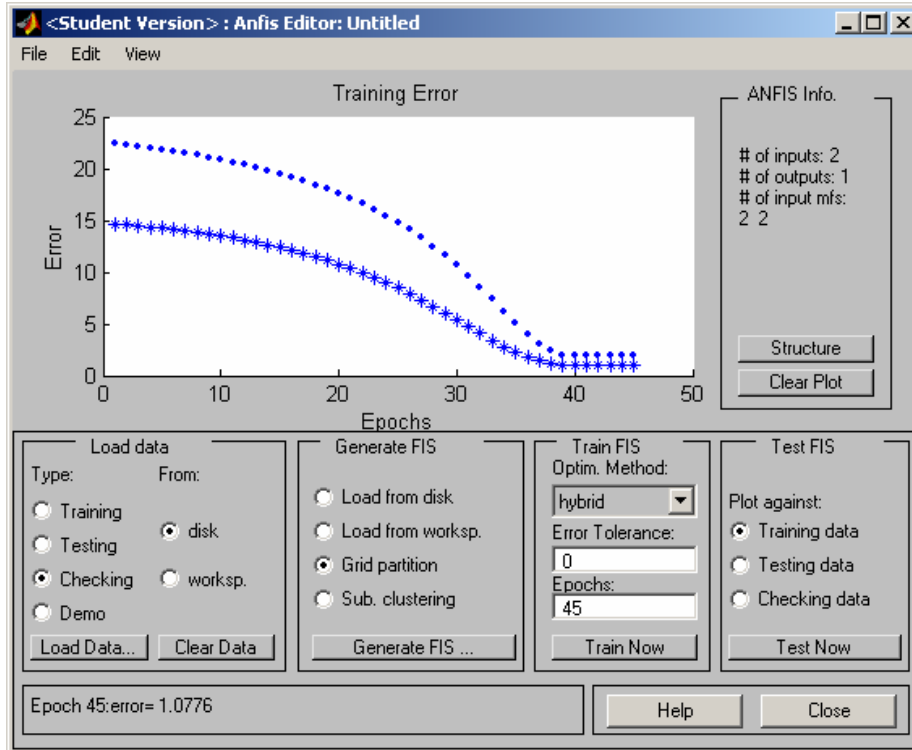 <Student Version> : Anfis Editor: Untitled
File Edit View
Training Error
25
20
15
10
5
0
Error
0 10 20 30 40 50
Epochs
ANFIS Info.
# of inputs: 2
# of outputs: 1
# of input mfs:
2 2
Structure
Clear Plot
Load data
Type: From:
Training
Testing
Checking
Demo
disk
worksp.
Load Data... Clear Data
Generate FIS
Load from disk
Load from worksp.
Grid partition
Sub. clustering
Generate FIS ...
Train FIS
Optim. Method:
hybrid
Error Tolerance:
0
Epochs:
45
Train Now
Test FIS
Plot against:
Training data
Testing data
Checking data
Test Now
Epoch 45:error= 1.0776
Help Close